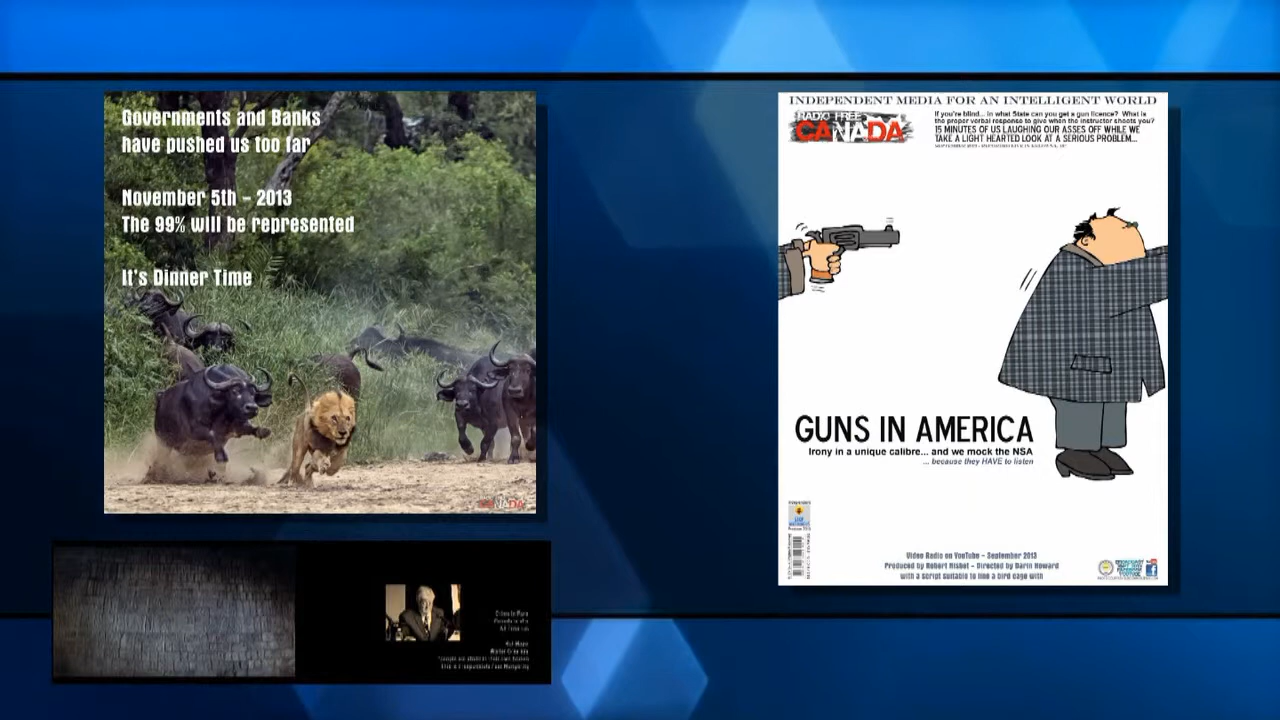 Governments and Banks
have pushed us too far
November 5th - 2013
The 99% will be represented
It's Dinner Time
CANADA
INDEPENDENT MEDIA FOR AN INTELLIGENT WORLD
RADIO FREE
CANADA
If you're blind... in what State can you get a gun licence? What is
the proper verbal response to give when the instructor shoots you?
15 MINUTES OF US LAUGHING OUR ASSES OFF WHILE WE
TAKE A LIGHT HEARTED LOOK AT A SERIOUS PROBLEM...
GUNS IN AMERICA
Irony in a unique calibre... and we mock the NSA
... because they HAVE to listen
Video Radio on YouTube - September 2013
Produced by Robert Nisbet - Directed by Darin Howard
with a script suitable to line a bird cage with